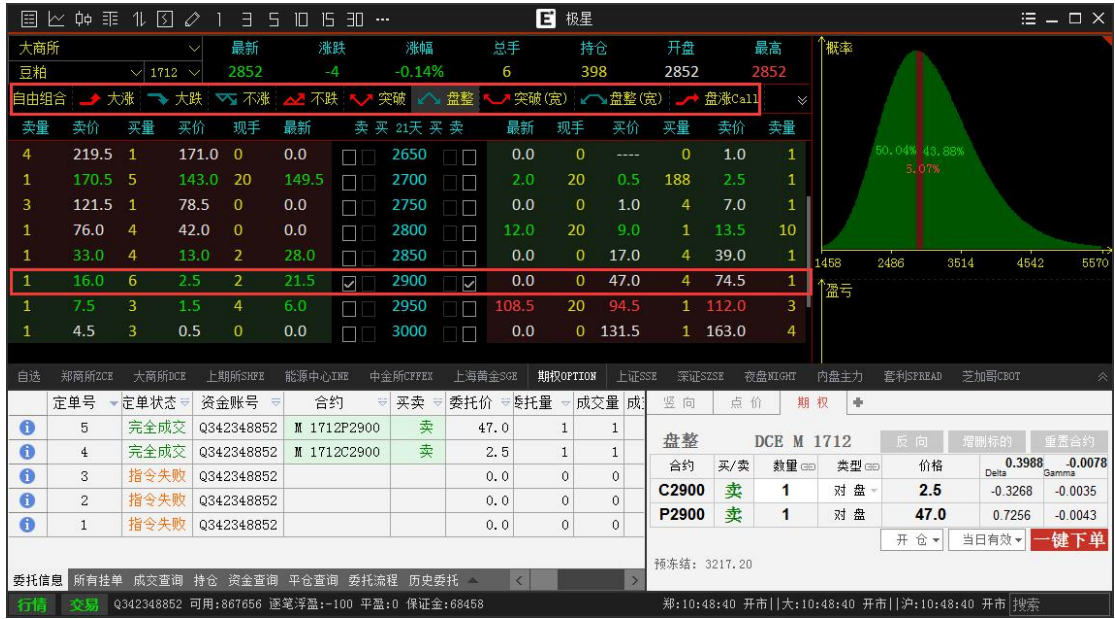 1 3 5 10 15 30 ··· E 极星
大商所 最新 涨跌 涨幅 总手 持仓 开盘 最高
豆粕 1712 2852 -4 -0.14% 6 398 2852 2852
自由组合 大涨 大跌 不涨 不跌 突破 盘整 突破(宽) 盘整(宽) 盘涨Call
卖量 卖价 买量 买价 现手 最新 卖 买 21天 买 卖 最新 现手 买价 买量 卖价 卖量
4 219.5 1 171.0 0 0.0 2650 0.0 0 ---- 0 1.0 1
1 170.5 5 143.0 20 149.5 2700 2.0 20 0.5 188 2.5 1
3 121.5 1 78.5 0 0.0 2750 0.0 0 1.0 4 7.0 1
1 76.0 4 42.0 0 0.0 2800 12.0 20 9.0 1 13.5 10
1 33.0 4 13.0 2 28.0 2850 0.0 0 17.0 4 39.0 1
1 16.0 6 2.5 2 21.5 2900 0.0 0 47.0 4 74.5 1
1 7.5 3 1.5 4 6.0 2950 108.5 20 94.5 1 112.0 3
1 4.5 3 0.5 0 0.0 3000 0.0 0 131.5 1 163.0 4
概率
50.04% 43.88%
5.07%
1458 2486 3514 4542 5570
盈亏
自选 郑商所ZCE 大商所DCE 上期所SHFE 能源中心INE 中金所CFFEX 上海黄金SGE 期权OPTION 上证SSE 深证SZSE 夜盘NIGHT 内盘主力 套利SPREAD 芝加哥CBOT
定单号 定单状态 资金账号 合约 买卖 委托价 委托量 成交量
5 完全成交 Q342348852 M 1712P2900 卖 47.0 1 1
4 完全成交 Q342348852 M 1712C2900 卖 2.5 1 1
3 指令失败 Q342348852 0.0 0 0
2 指令失败 Q342348852 0.0 0 0
1 指令失败 Q342348852 0.0 0 0
委托信息 所有挂单 成交查询 持仓 资金查询 平仓查询 委托流程 历史委托
竖向 点价 期权
盘整 DCE M 1712 反向 增删标的 重置合约
合约 买/卖 数量 类型 价格 0.3988 Delta -0.0078 Gamma
C2900 卖 1 对盘 2.5 -0.3268 -0.0035
P2900 卖 1 对盘 47.0 0.7256 -0.0043
开仓 当日有效 一键下单
预冻结: 3217.20
行情 交易 Q342348852 可用:867656 逐笔浮盈:-100 平盈:0 保证金:68458 郑:10:48:40 开市||大:10:48:40 开市||沪:10:48:40 开市 搜索